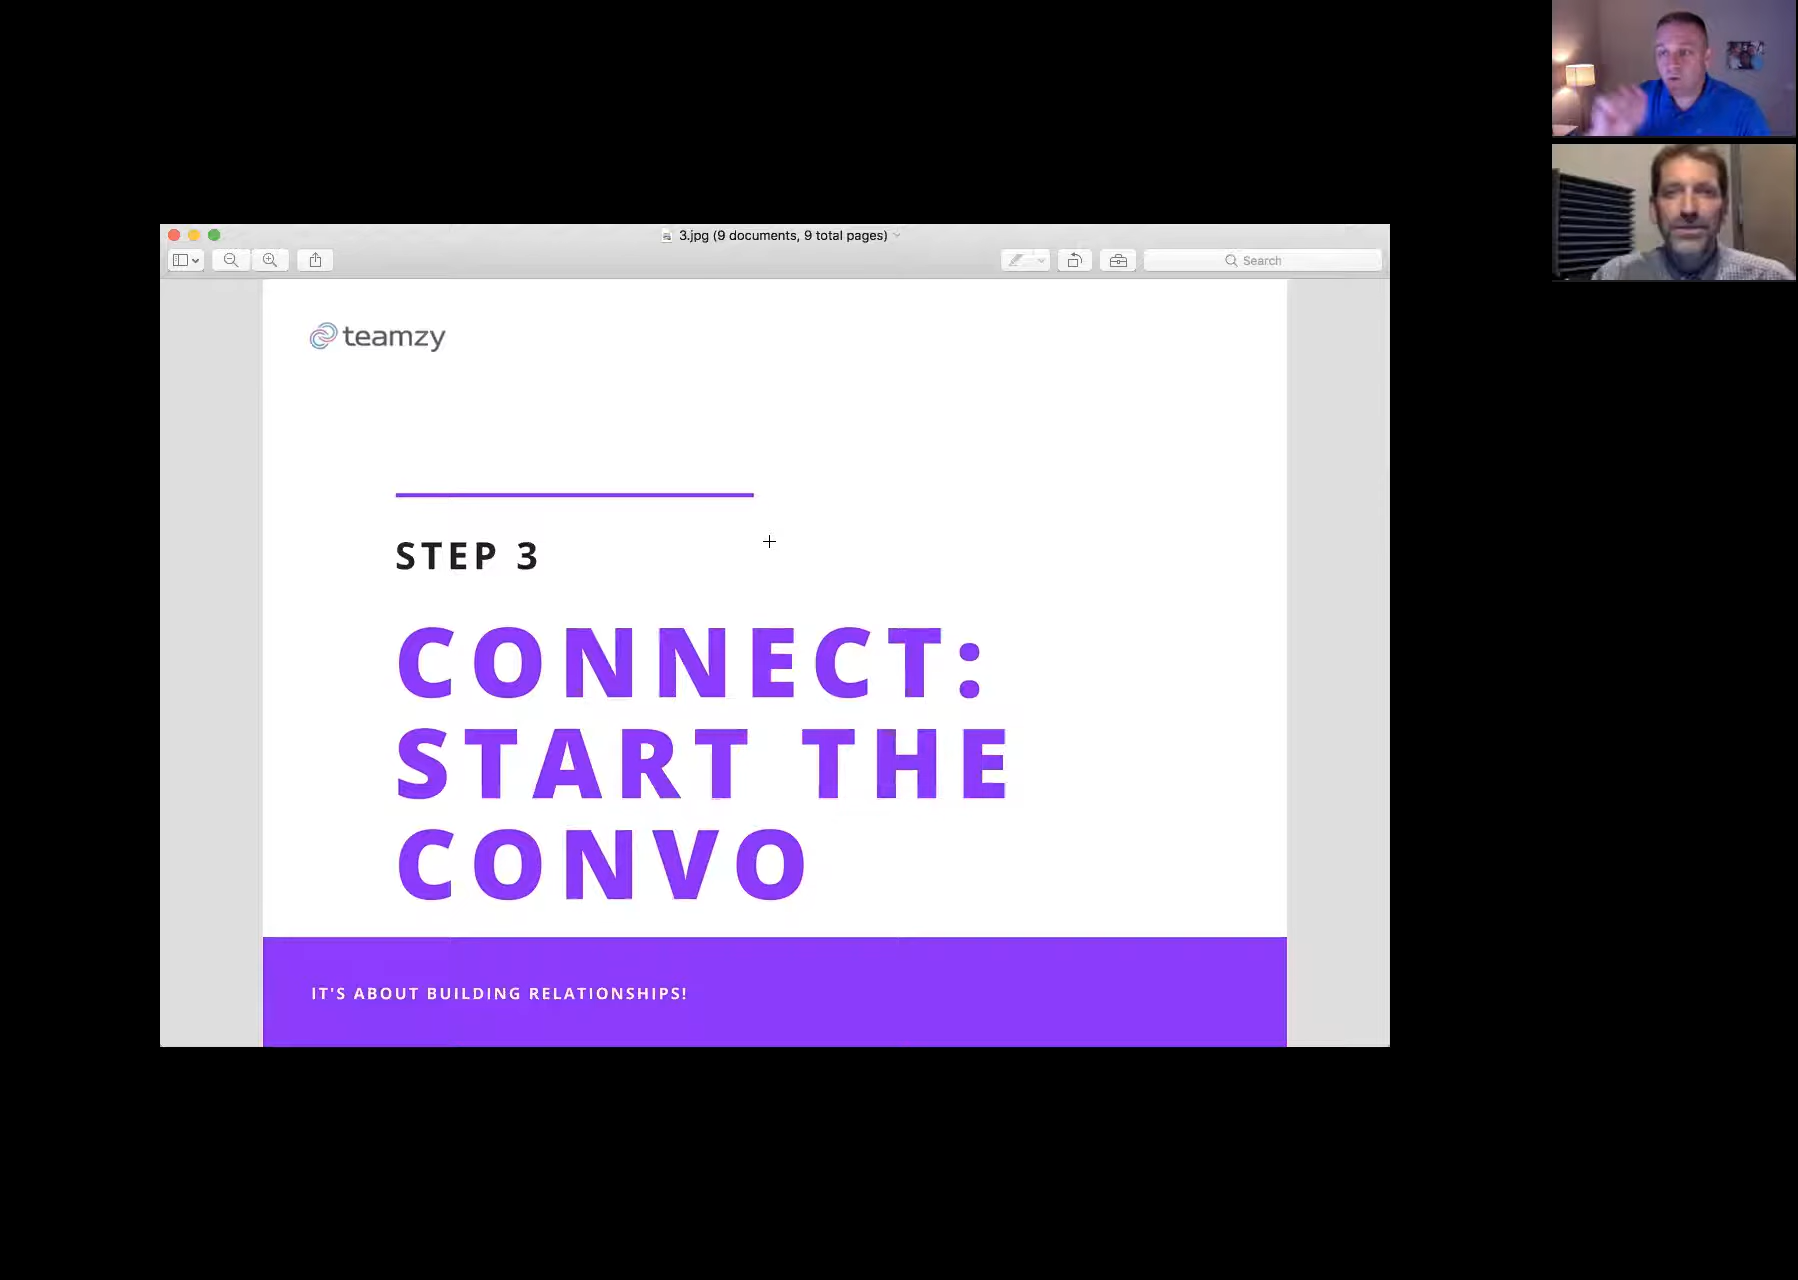 3.jpg (9 documents, 9 total pages)
Search
teamzy
STEP 3
CONNECT:
START THE
CONVO
IT'S ABOUT BUILDING RELATIONSHIPS!